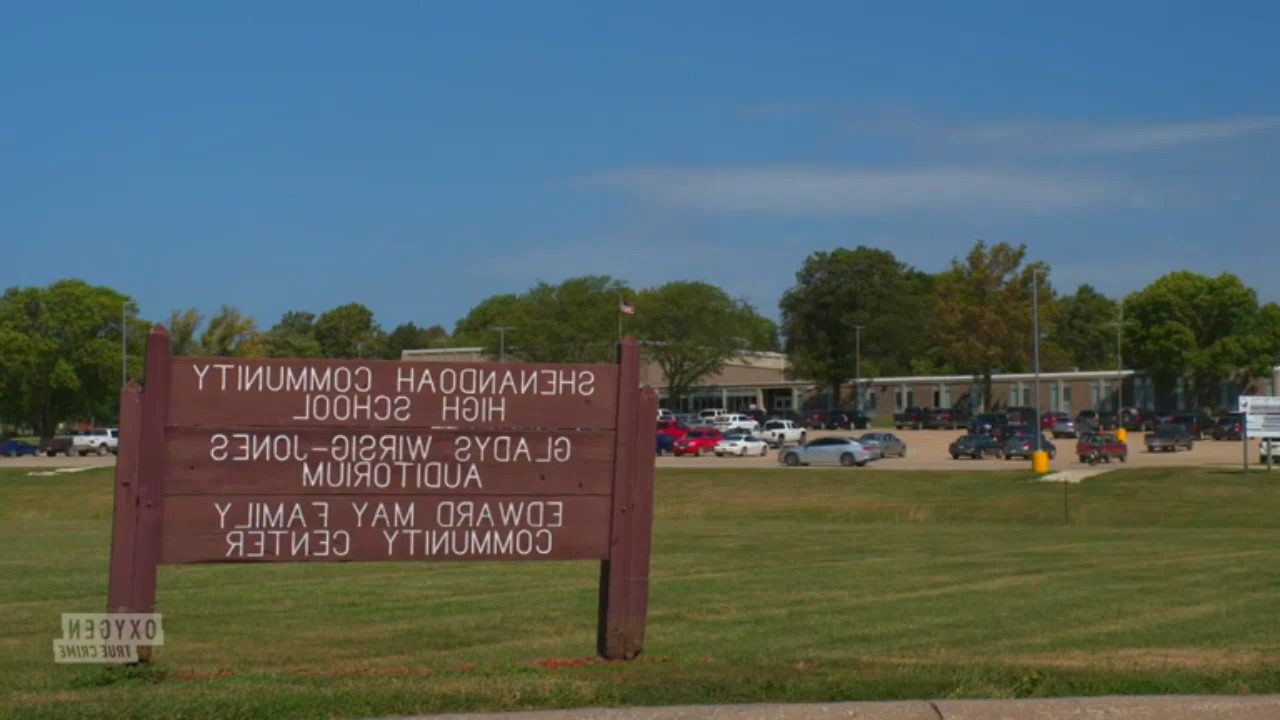 SHENANDOAH COMMUNITY
HIGH SCHOOL
GLADYS WIRSIG-JONES
AUDITORIUM
EDWARD MAY FAMILY
COMMUNITY CENTER
OXYGEN
TRUE CRIME